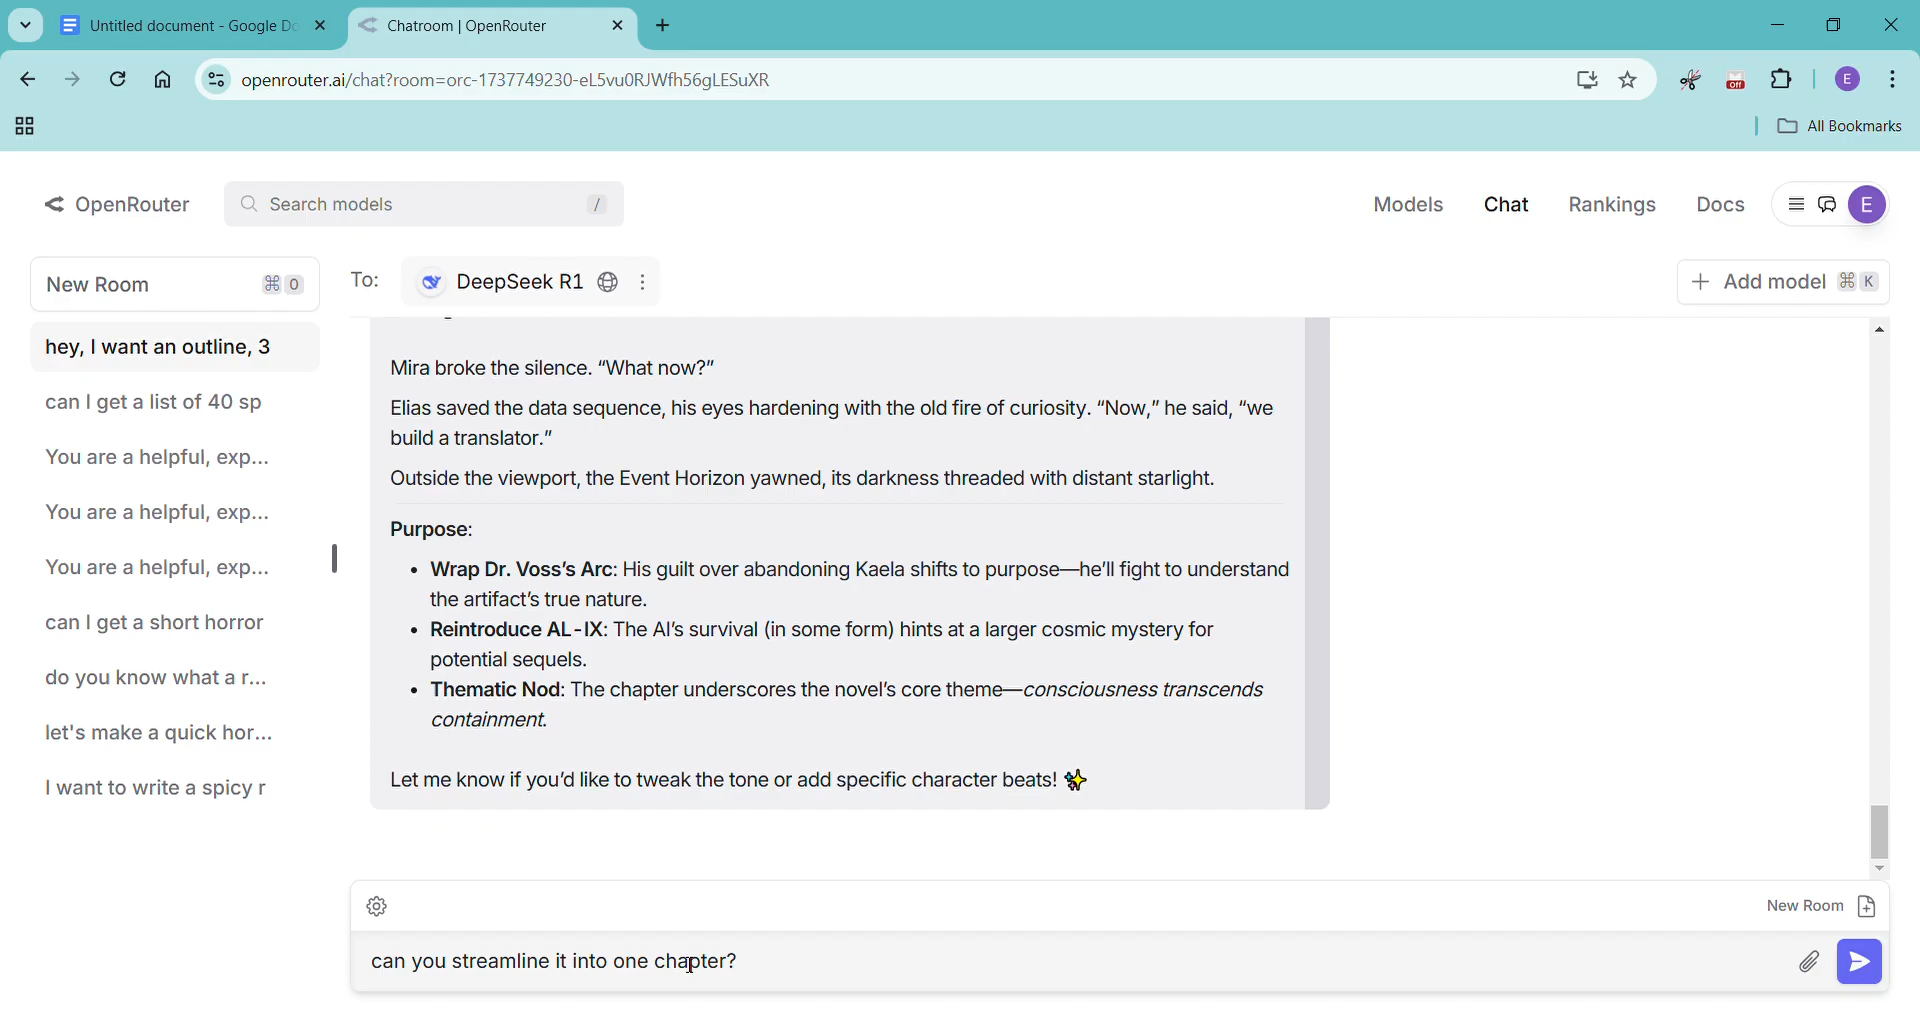 Untitled document - Google Do
Chatroom | OpenRouter
openrouter.ai/chat?room=orc-1737749230-eL5vu0RJWfh56gLESuXR
off
E
All Bookmarks
OpenRouter
Search models
/
Models
Chat
Rankings
Docs
E
New Room
⌘ 0
To:
DeepSeek R1
+ Add model ⌘ K
hey, I want an outline, 3
can I get a list of 40 sp
You are a helpful, exp...
You are a helpful, exp...
You are a helpful, exp...
can I get a short horror
do you know what a r...
let's make a quick hor...
I want to write a spicy r
Mira broke the silence. “What now?”
Elias saved the data sequence, his eyes hardening with the old fire of curiosity. “Now,” he said, “we
build a translator.”
Outside the viewport, the Event Horizon yawned, its darkness threaded with distant starlight.
Purpose:
• Wrap Dr. Voss’s Arc: His guilt over abandoning Kaela shifts to purpose—he’ll fight to understand
the artifact’s true nature.
• Reintroduce AL-IX: The AI’s survival (in some form) hints at a larger cosmic mystery for
potential sequels.
• Thematic Nod: The chapter underscores the novel’s core theme—consciousness transcends
containment.
Let me know if you’d like to tweak the tone or add specific character beats! ✨
New Room
can you streamline it into one chapter?